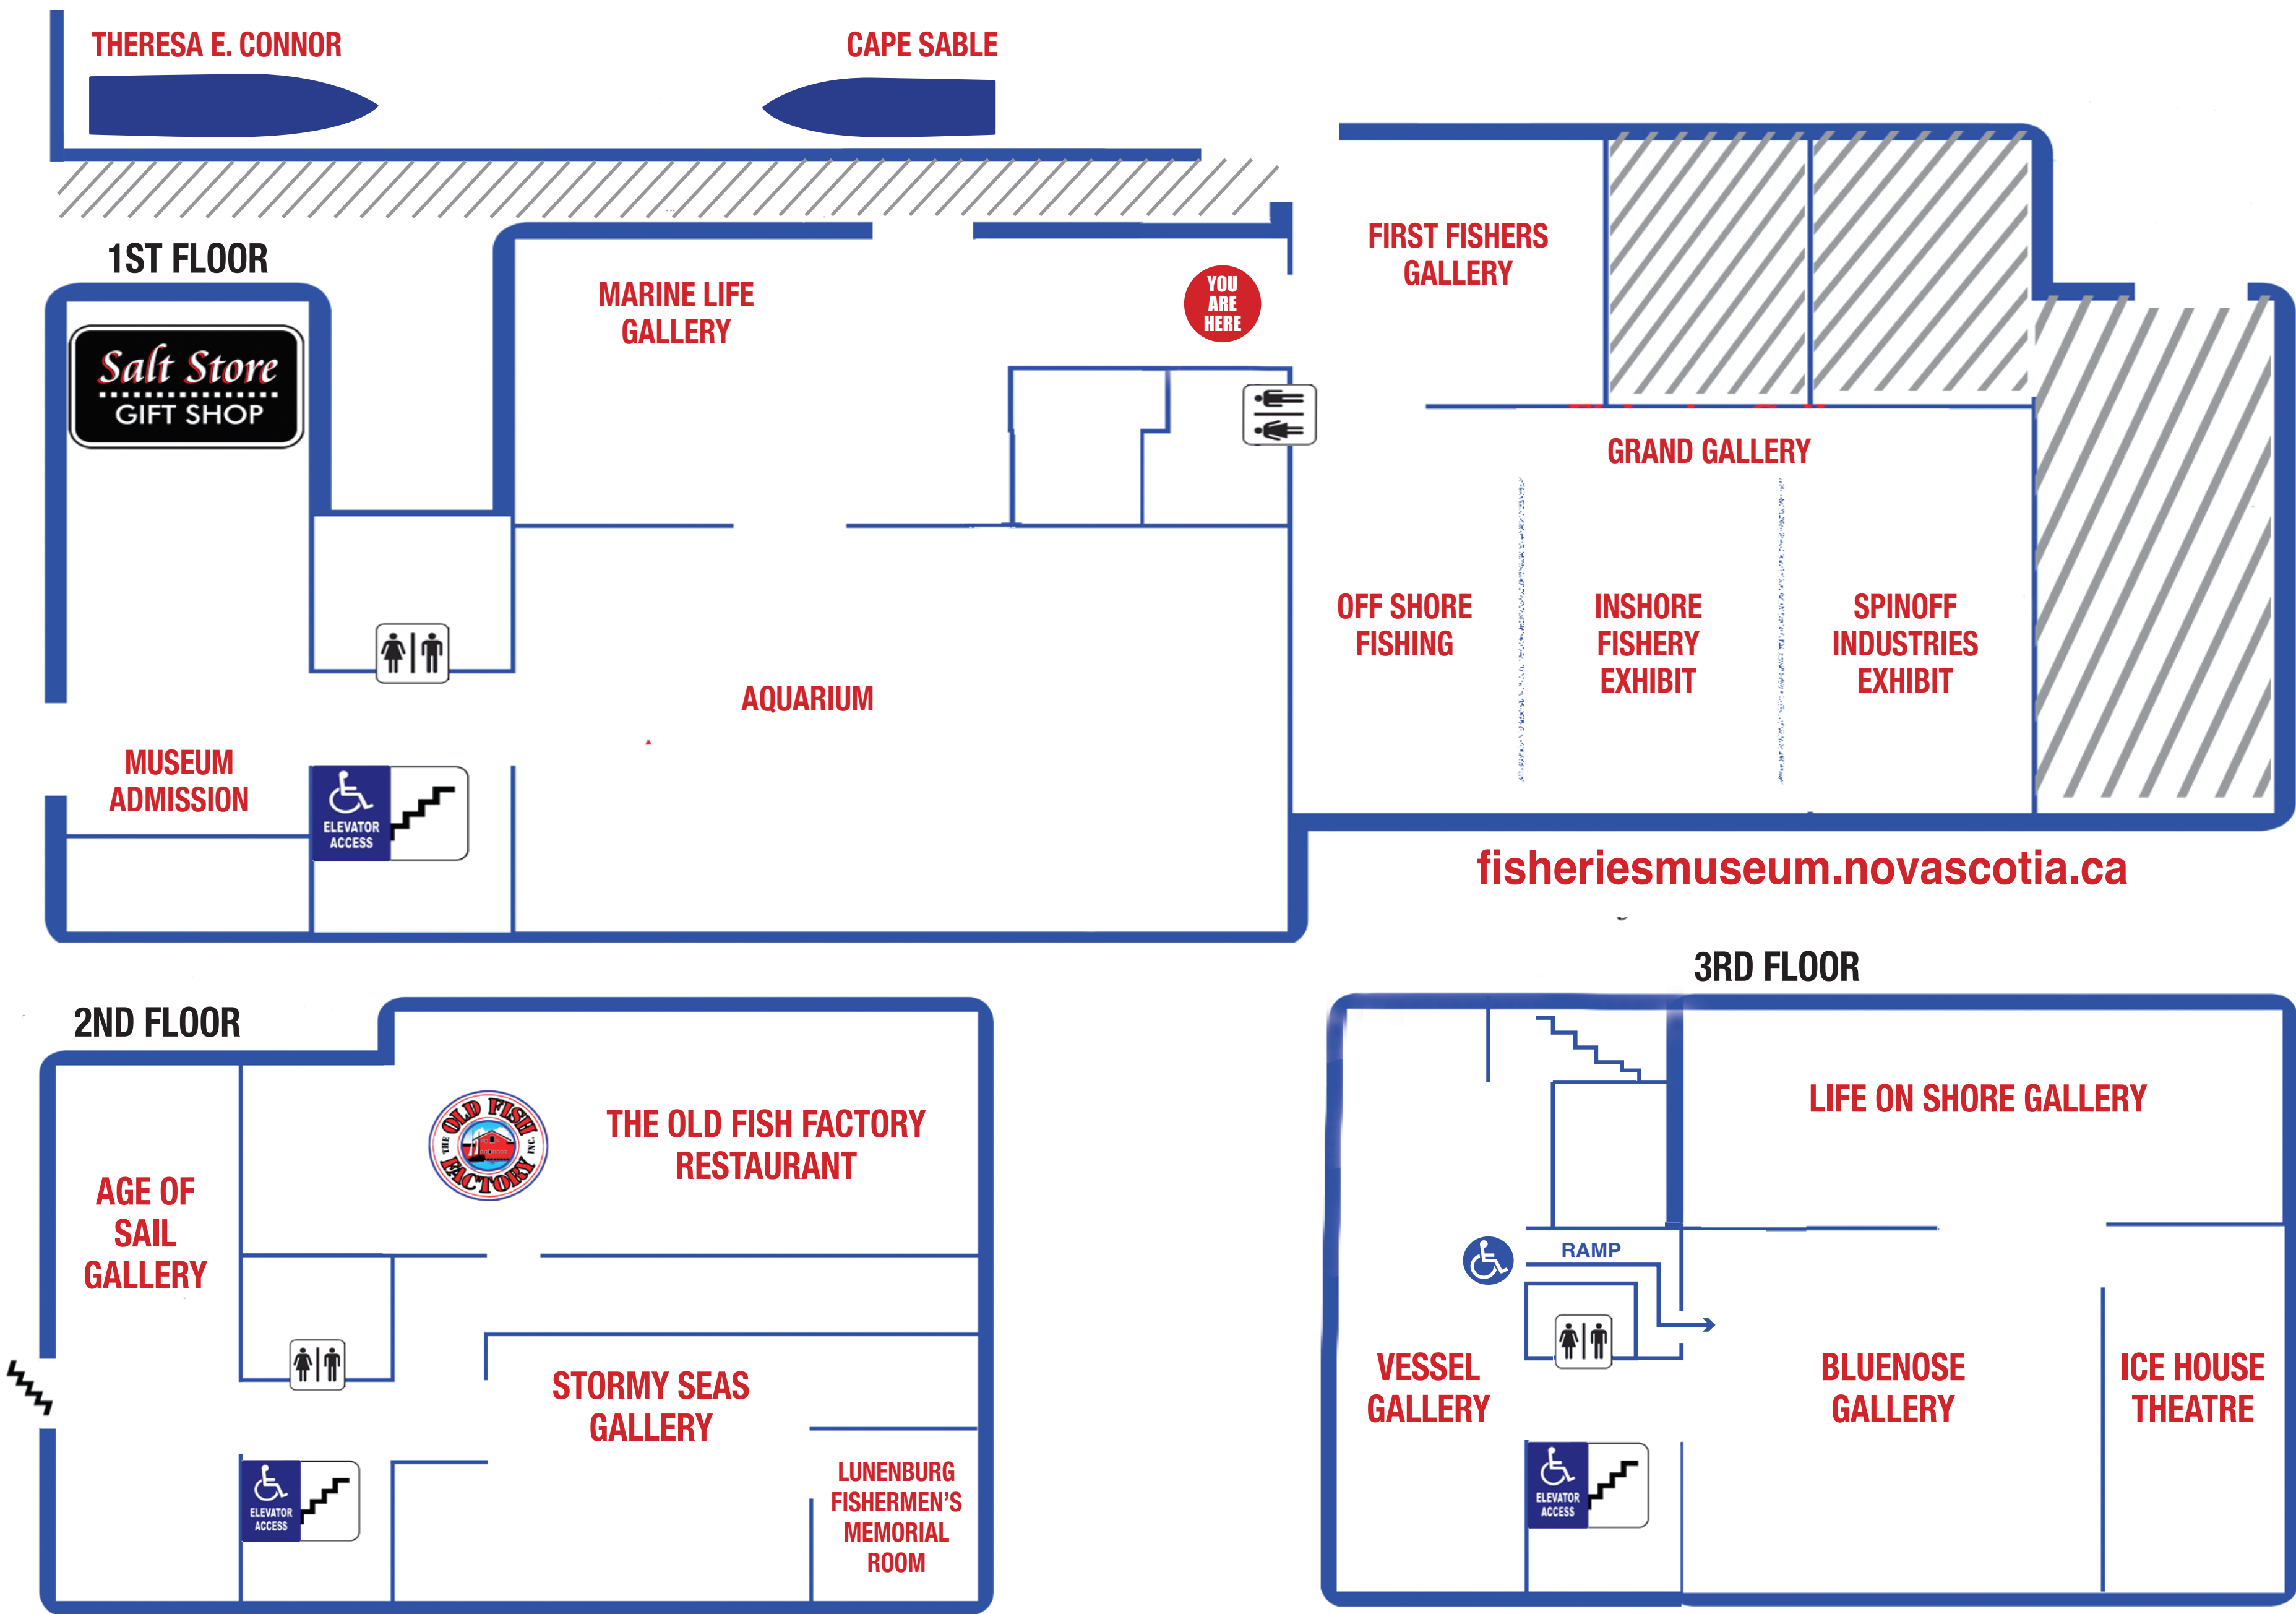 THERESA E. CONNOR
CAPE SABLE
1ST FLOOR
Salt Store
GIFT SHOP
MARINE LIFE
GALLERY
YOU
ARE
HERE
FIRST FISHERS
GALLERY
GRAND GALLERY
OFF SHORE
FISHING
INSHORE
FISHERY
EXHIBIT
SPINOFF
INDUSTRIES
EXHIBIT
AQUARIUM
MUSEUM
ADMISSION
ELEVATOR
ACCESS
fisheriesmuseum.novascotia.ca
2ND FLOOR
THE OLD FISH FACTORY INC.
THE OLD FISH FACTORY
RESTAURANT
AGE OF
SAIL
GALLERY
STORMY SEAS
GALLERY
LUNENBURG
FISHERMEN'S
MEMORIAL
ROOM
ELEVATOR
ACCESS
3RD FLOOR
LIFE ON SHORE GALLERY
RAMP
VESSEL
GALLERY
BLUENOSE
GALLERY
ICE HOUSE
THEATRE
ELEVATOR
ACCESS